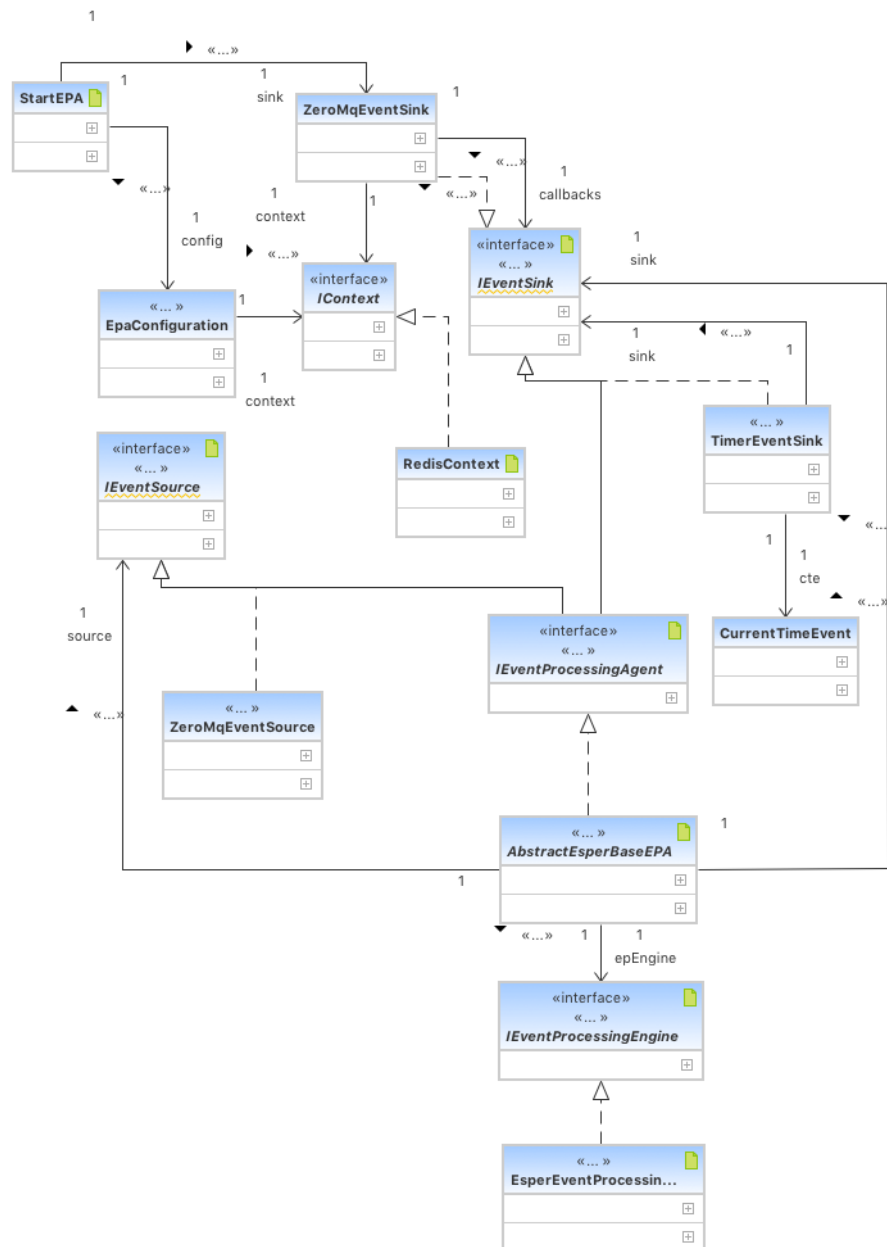 1
«...»
1
1
1
StartEPA
sink
ZeroMqEventSink
«...»
«...»
«...»
1
1
1
1
callbacks
context
1
config
1
sink
«...»
«interface»
«... »
IEventSink
«interface»
IContext
«... »
EpaConfiguration
1
«...»
sink
1
1
context
«... »
TimerEventSink
«interface»
«... »
IEventSource
RedisContext
«...»
1
1
cte
«...»
1
source
«interface»
«... »
IEventProcessingAgent
CurrentTimeEvent
«...»
«... »
ZeroMqEventSource
1
«... »
AbstractEsperBaseEPA
1
«...»
1
1
epEngine
«interface»
«... »
IEventProcessingEngine
«... »
EsperEventProcessin...